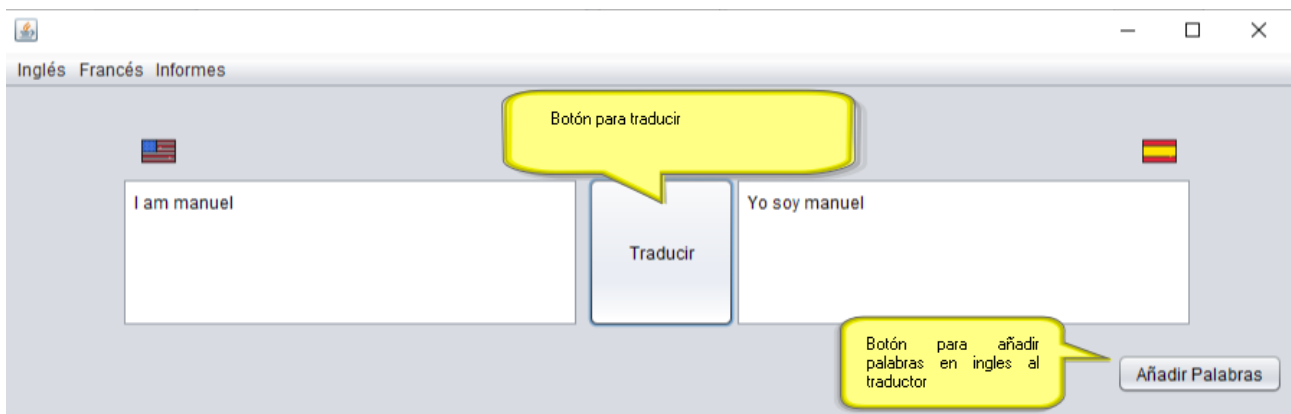 Inglés Francés Informes
Botón para traducir
I am manuel
Traducir
Yo soy manuel
Botón para añadir
palabras en ingles al
traductor
Añadir Palabras